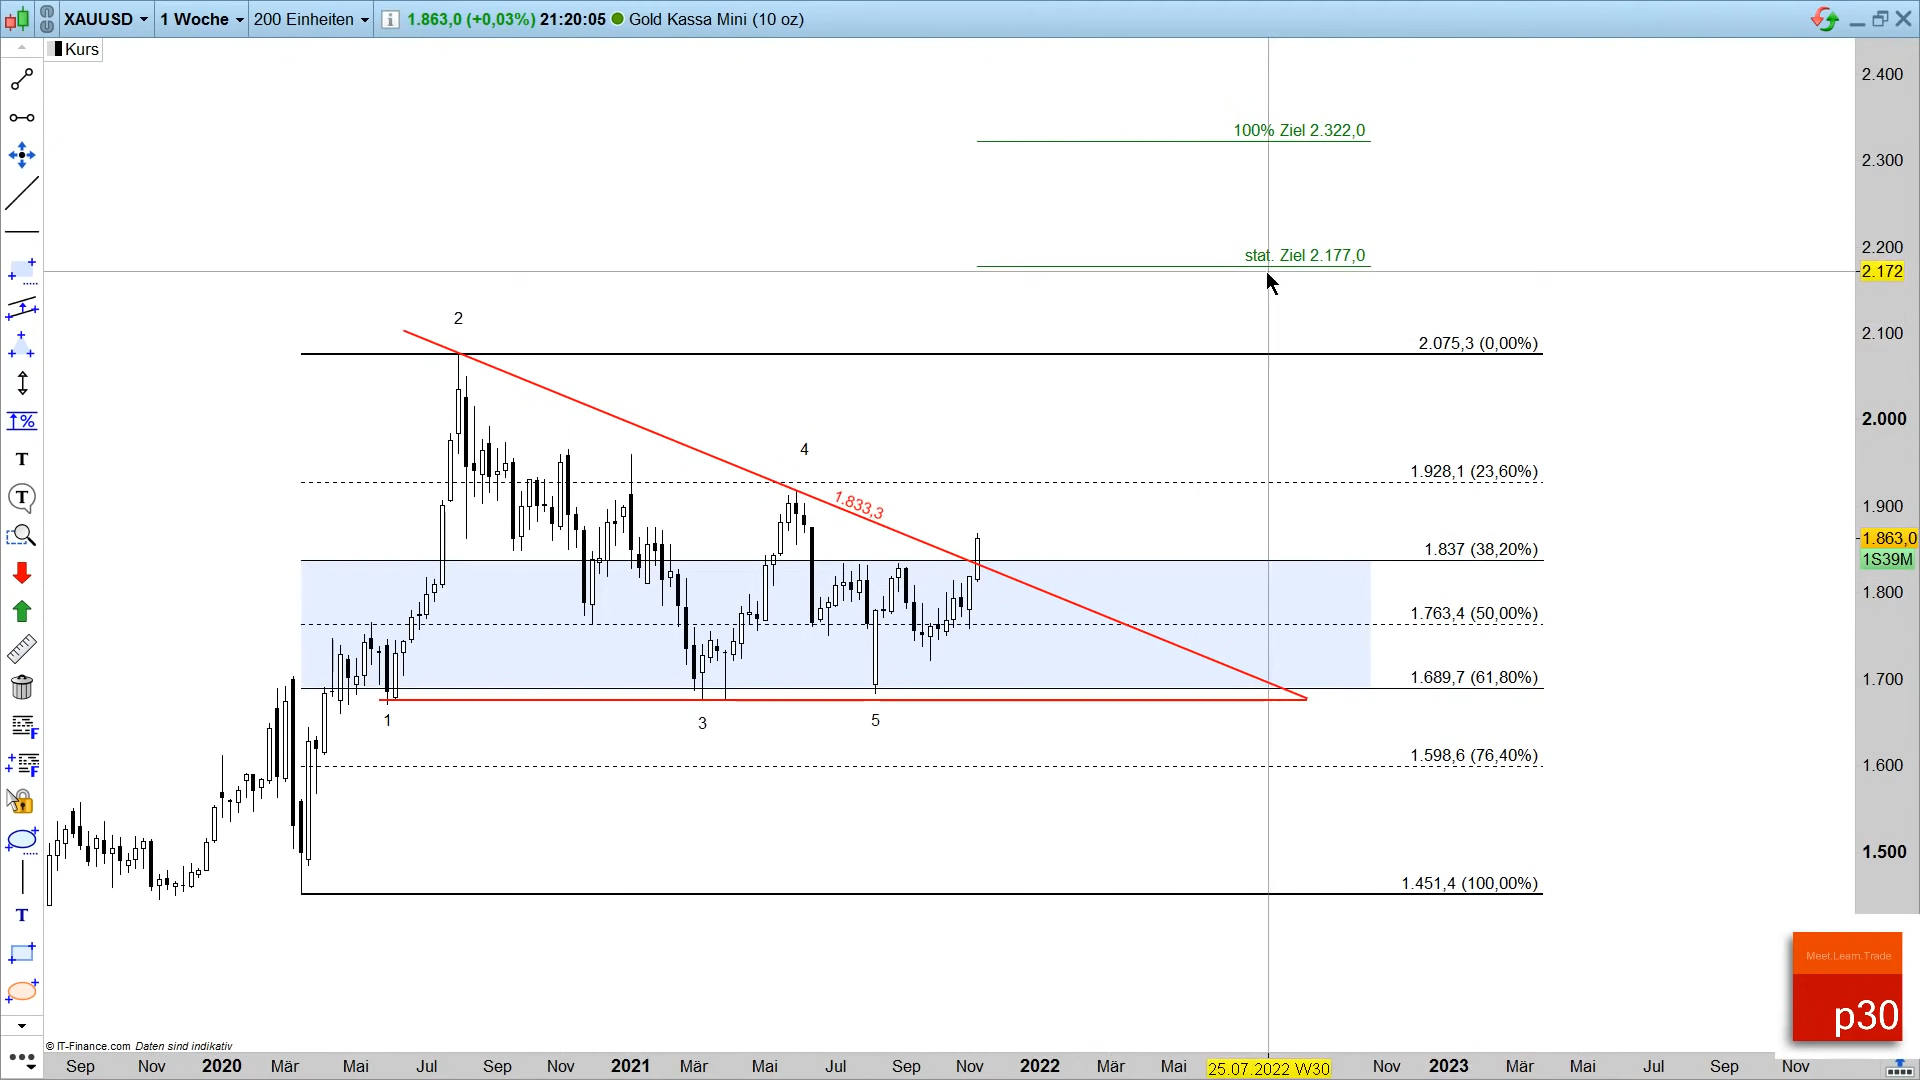 XAUUSD 1 Woche 200 Einheiten 1.863,0 (+0,03%) 21:20:05 Gold Kassa Mini (10 oz)
Kurs
2.400
100% Ziel 2.322,0
2.300
stat. Ziel 2.177,0
2.200
2.172
2
2.100
2.075,3 (0,00%)
2.000
4
1.928,1 (23,60%)
1.833,3
1.900
1.863,0
1.837 (38,20%)
1S39M
1.800
1.763,4 (50,00%)
1.689,7 (61,80%)
1.700
1
3
5
1.598,6 (76,40%)
1.600
1.500
1.451,4 (100,00%)
Meet.Learn.Trade
p30
© IT-Finance.com Daten sind indikativ
Sep Nov 2020 Mär Mai Jul Sep Nov 2021 Mär Mai Jul Sep Nov 2022 Mär Mai 25.07.2022 W30 Nov 2023 Mär Mai Jul Sep Nov